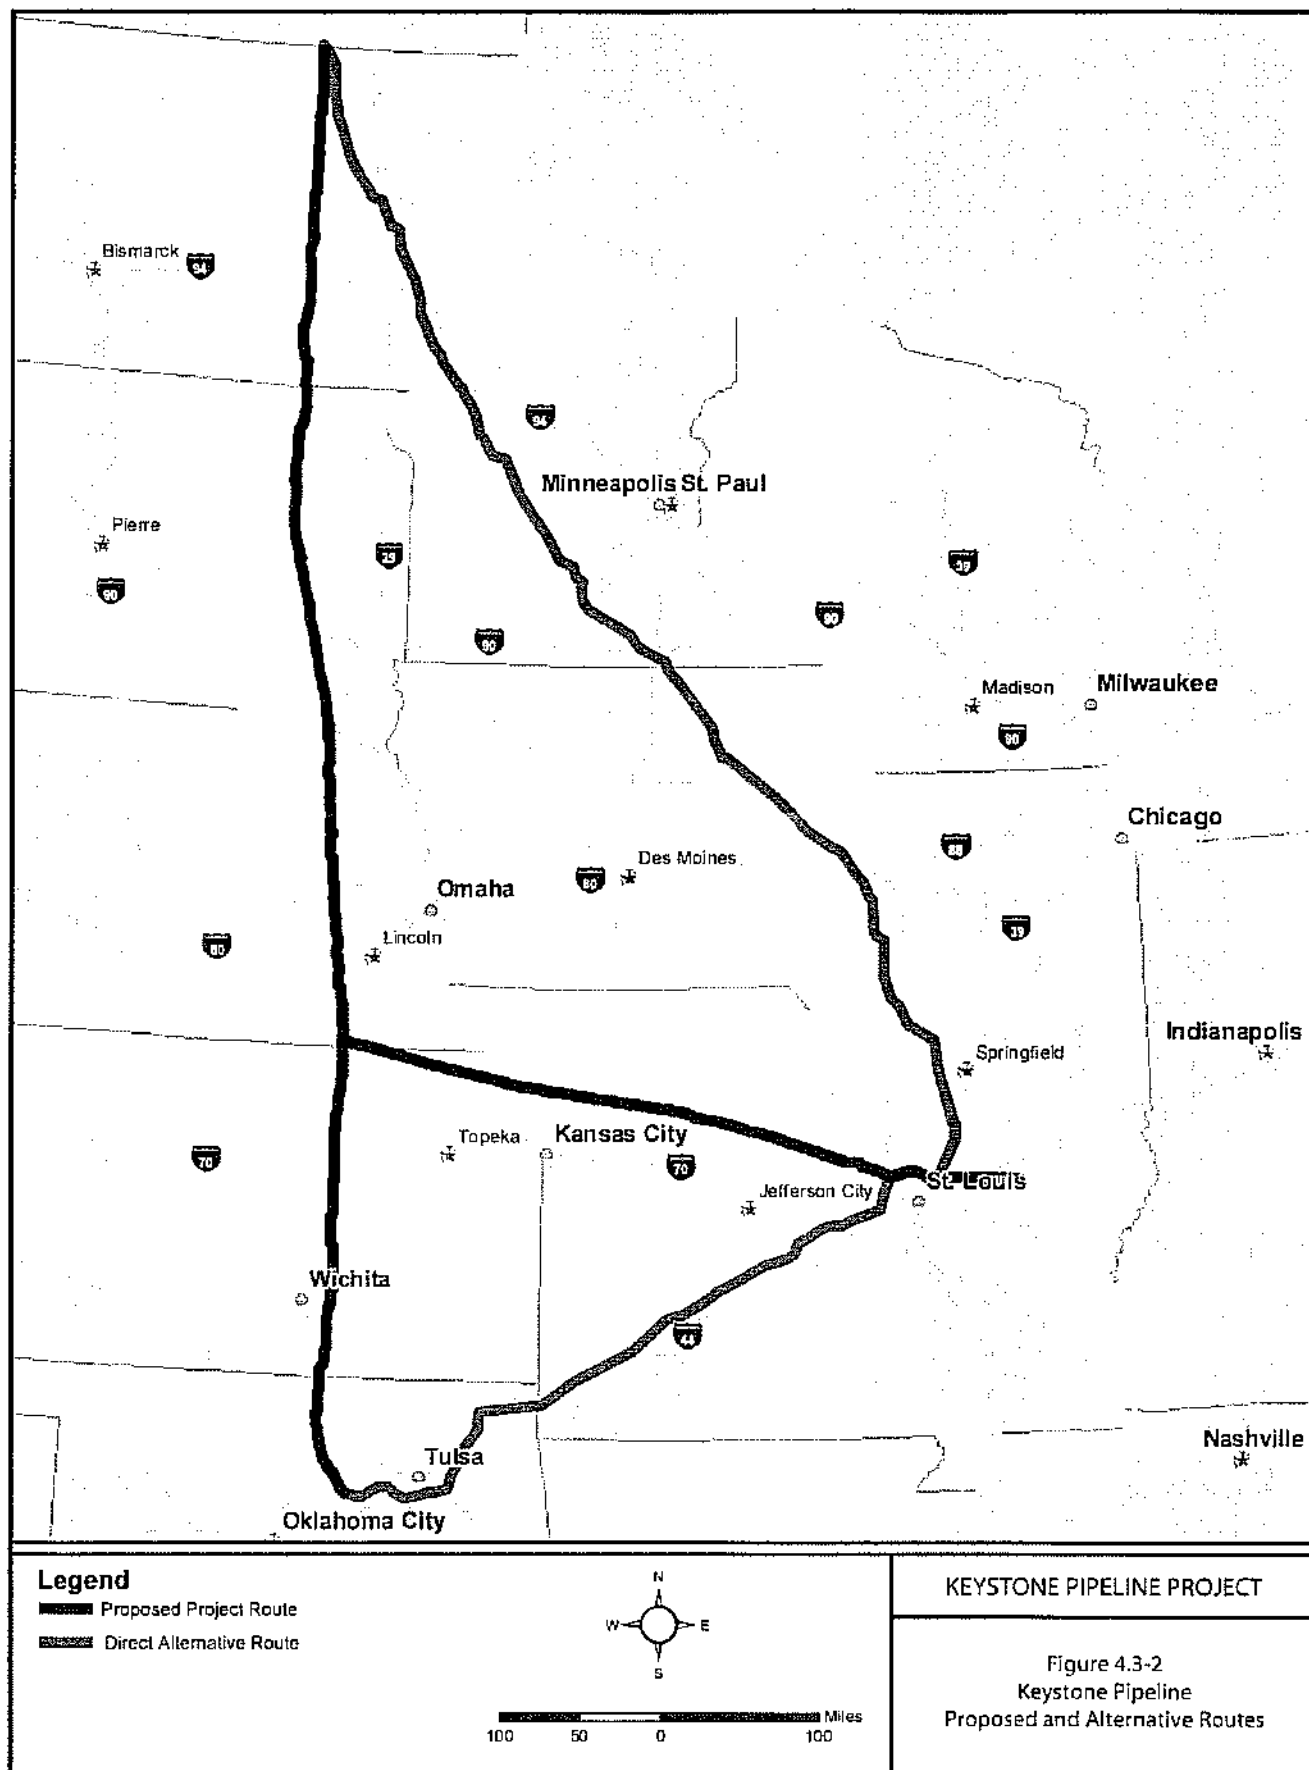 Bismarck
94
94
Minneapolis St. Paul
Pierre
90
39
90
90
Madison
Milwaukee
90
Chicago
88
Des Moines
80
Omaha
39
80
Lincoln
Indianapolis
Springfield
Topeka
Kansas City
70
70
Jefferson City
St. Louis
Wichita
44
Tulsa
Nashville
Oklahoma City
Legend
Proposed Project Route
Direct Alternative Route
N
W
E
S
Miles
100
50
0
100
KEYSTONE PIPELINE PROJECT
Figure 4.3-2
Keystone Pipeline
Proposed and Alternative Routes